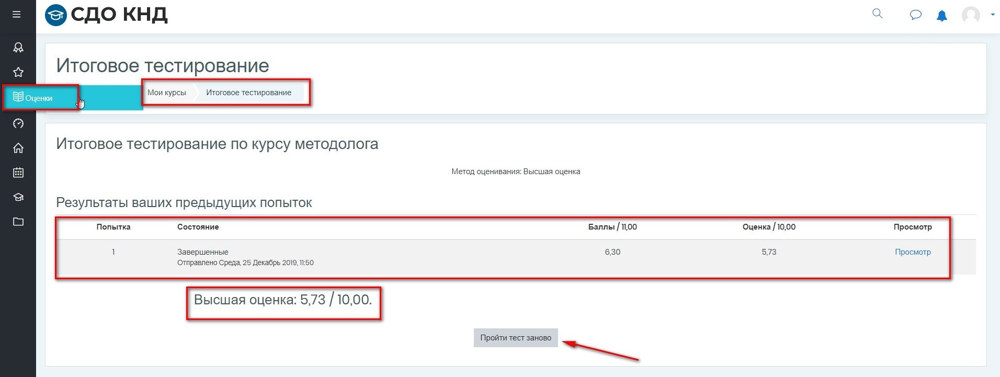 СДО КНД
Итоговое тестирование
Оценки
Мои курсы
Итоговое тестирование
Итоговое тестирование по курсу методолога
Метод оценивания: Высшая оценка
Результаты ваших предыдущих попыток
Попытка Состояние Баллы / 11,00 Оценка / 10,00 Просмотр
1 Завершенные 6,30 5,73 Просмотр
Отправлено Среда, 25 Декабрь 2019, 11:50
Высшая оценка: 5,73 / 10,00.
Пройти тест заново